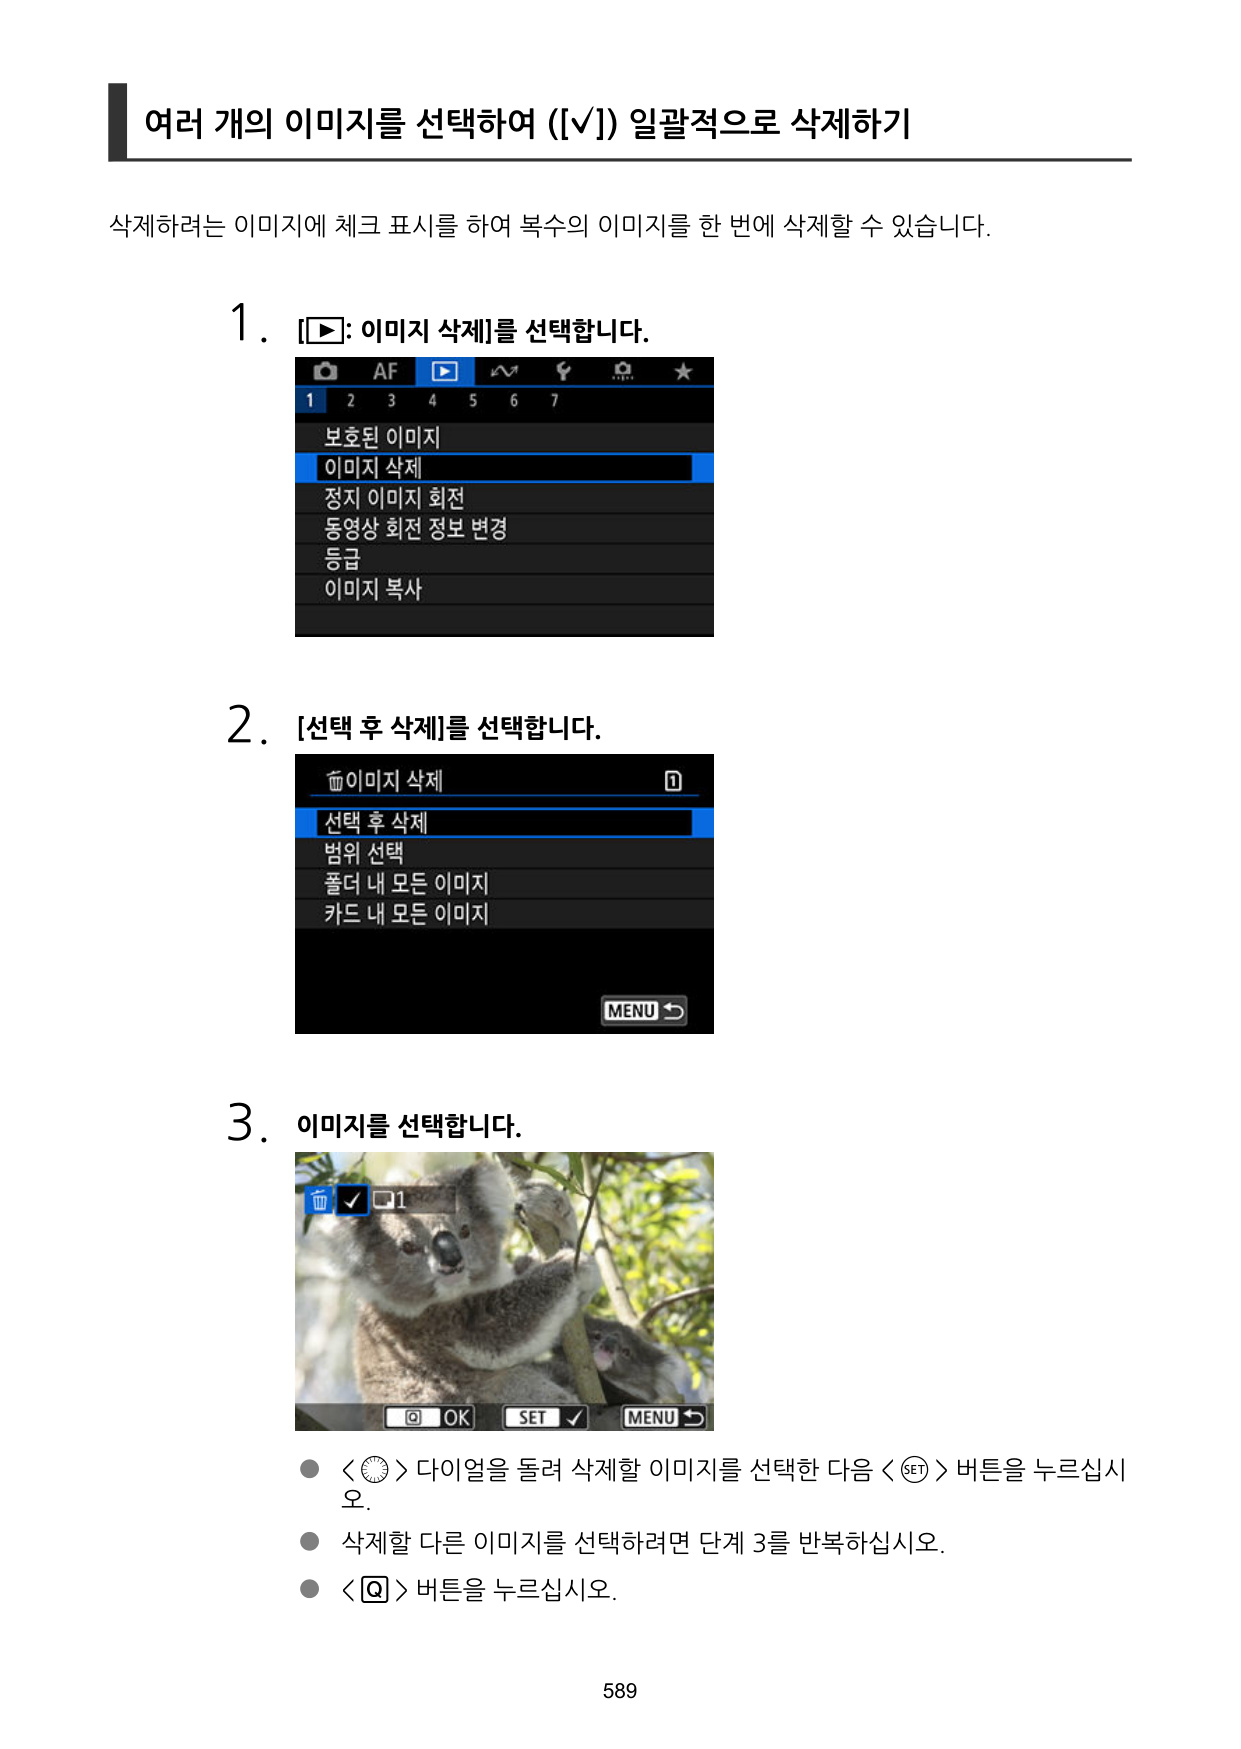 여러 개의 이미지를 선택하여 ([✓]) 일괄적으로 삭제하기
삭제하려는 이미지에 체크 표시를 하여 복수의 이미지를 한 번에 삭제할 수 있습니다.
1. [▶: 이미지 삭제]를 선택합니다.
AF
1 2 3 4 5 6 7
보호된 이미지
이미지 삭제
정지 이미지 회전
동영상 회전 정보 변경
등급
이미지 복사
2. [선택 후 삭제]를 선택합니다.
이미지 삭제 1
선택 후 삭제
범위 선택
폴더 내 모든 이미지
카드 내 모든 이미지
MENU
3. 이미지를 선택합니다.
✓ 1
Q OK SET ✓ MENU
● < > 다이얼을 돌려 삭제할 이미지를 선택한 다음 < SET > 버튼을 누르십시
오.
● 삭제할 다른 이미지를 선택하려면 단계 3를 반복하십시오.
● < Q > 버튼을 누르십시오.
589